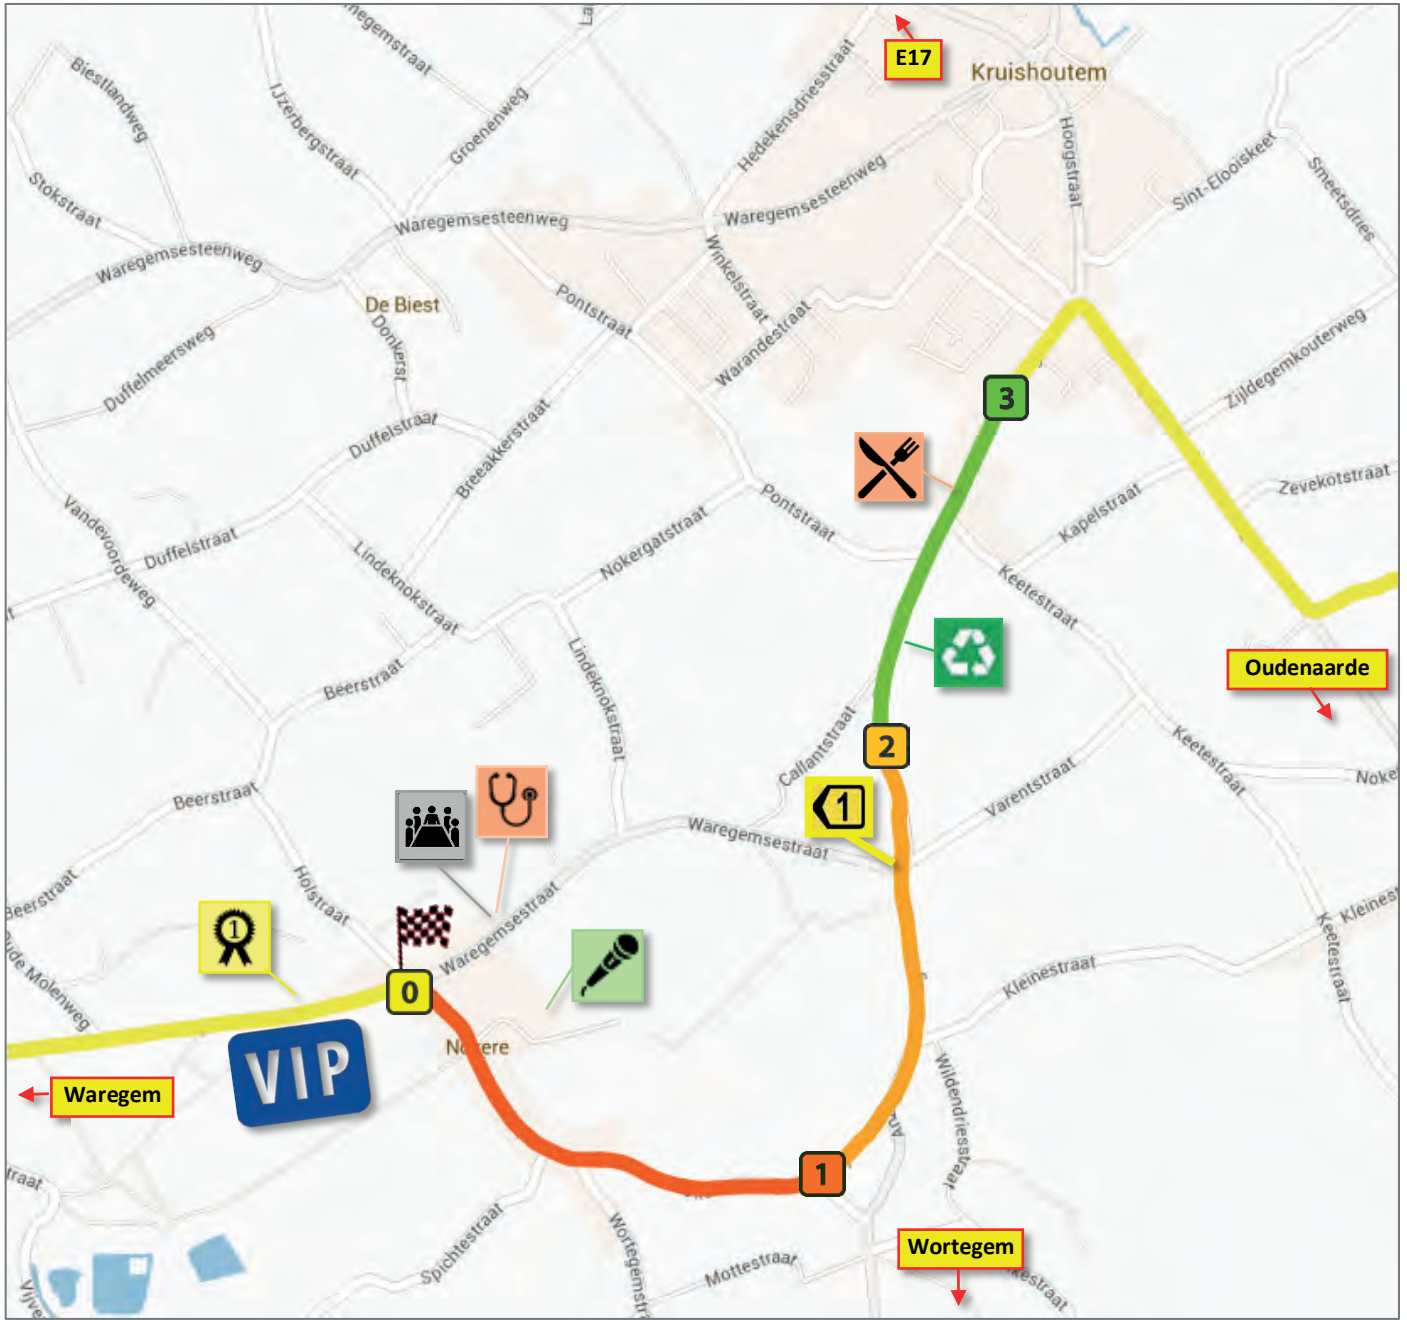 E17
Kruishoutem
Biestlandweg
IJzerbergstraat
Groenenweg
Hedekensdriesstraat
Hoogstraat
Sint-Elooiskeer
Smeetsdries
Stokstraat
Waregemsesteenweg
Waregemsesteenweg
Waregemsesteenweg
De Biest
Donkerst
Duffelmeersweg
Pontstraat
Winkelstraat
Warandestraat
Zijldegemkouterweg
3
Duffelstraat
Breeakkerstraat
Zevekotstraat
Kapelstraat
Pontstraat
Vandevoordeweg
Duffelstraat
Lindeknokstraat
Nokergatstraat
Keetestraat
Lindeknokstraat
Beerstraat
Oudenaarde
Callantstraat
2
Keetestraat
Varentstraat
Beerstraat
1
Waregemsestraat
Beerstraat
Holstraat
Waregemsestraat
Keetestraat
1
Kleinestraat
0
VIP
Waregem
Wildendriesstraat
1
Spichtestraat
Mottestraat
Wortegem